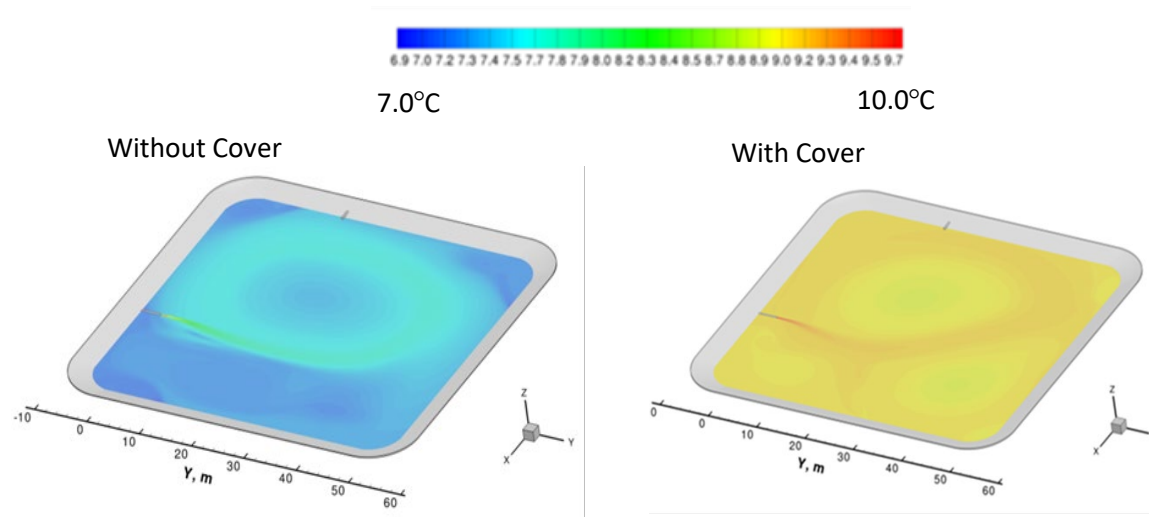 6.9 7.0 7.2 7.3 7.4 7.5 7.7 7.8 7.9 8.0 8.2 8.3 8.4 8.5 8.7 8.8 8.9 9.0 9.2 9.3 9.4 9.5 9.7
7.0°C 10.0°C
Without Cover With Cover
-10 0 10 20 30 40 50 60
Y, m
Z
Y
X
0 0 10 20 30 40 50 60
Y, m
Z
X